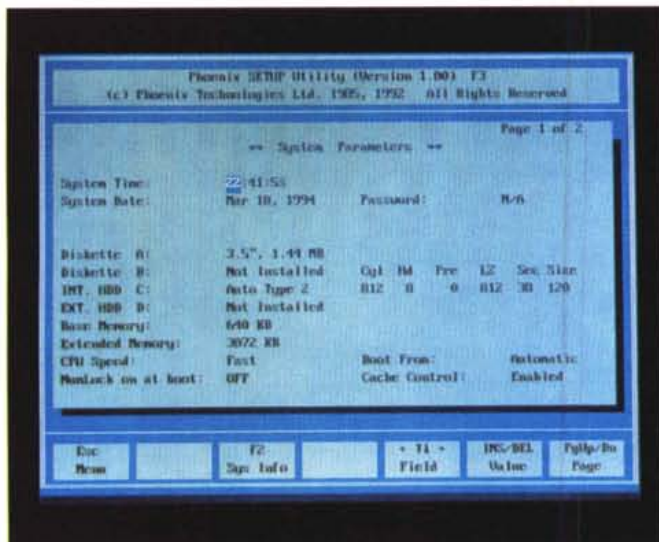 Phoenix SETUP Utility (Version 1.00) F3
(c) Phoenix Technologies Ltd. 1985, 1992 All Rights Reserved
Page 1 of 2
** System Parameters **
System Time: 22:41:53
System Date: Mar 18, 1994 Password: N/A
Diskette A: 3.5", 1.44 MB
Diskette B: Not Installed Cyl Hd Pre LZ Sec Size
INT. HDD C: Auto Type 2 812 8 0 812 38 120
EXT. HDD D: Not Installed
Base Memory: 640 KB
Extended Memory: 3072 KB
CPU Speed: Fast Boot From: Automatic
NumLock on at boot: OFF Cache Control: Enabled
Esc F2 INS/DEL PgUp/Dn
Menu Sys Info Field Value Page